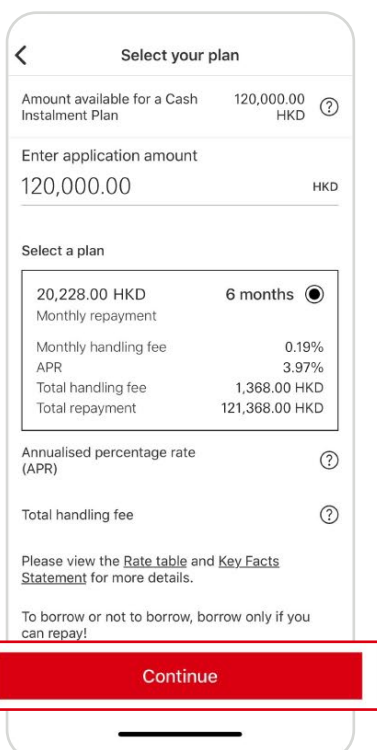 Select your plan
Amount available for a Cash 120,000.00
Instalment Plan HKD ?
Enter application amount
120,000.00 HKD
Select a plan
20,228.00 HKD 6 months
Monthly repayment
Monthly handling fee 0.19%
APR 3.97%
Total handling fee 1,368.00 HKD
Total repayment 121,368.00 HKD
Annualised percentage rate
(APR) ?
Total handling fee ?
Please view the Rate table and Key Facts
Statement for more details.
To borrow or not to borrow, borrow only if you
can repay!
Continue